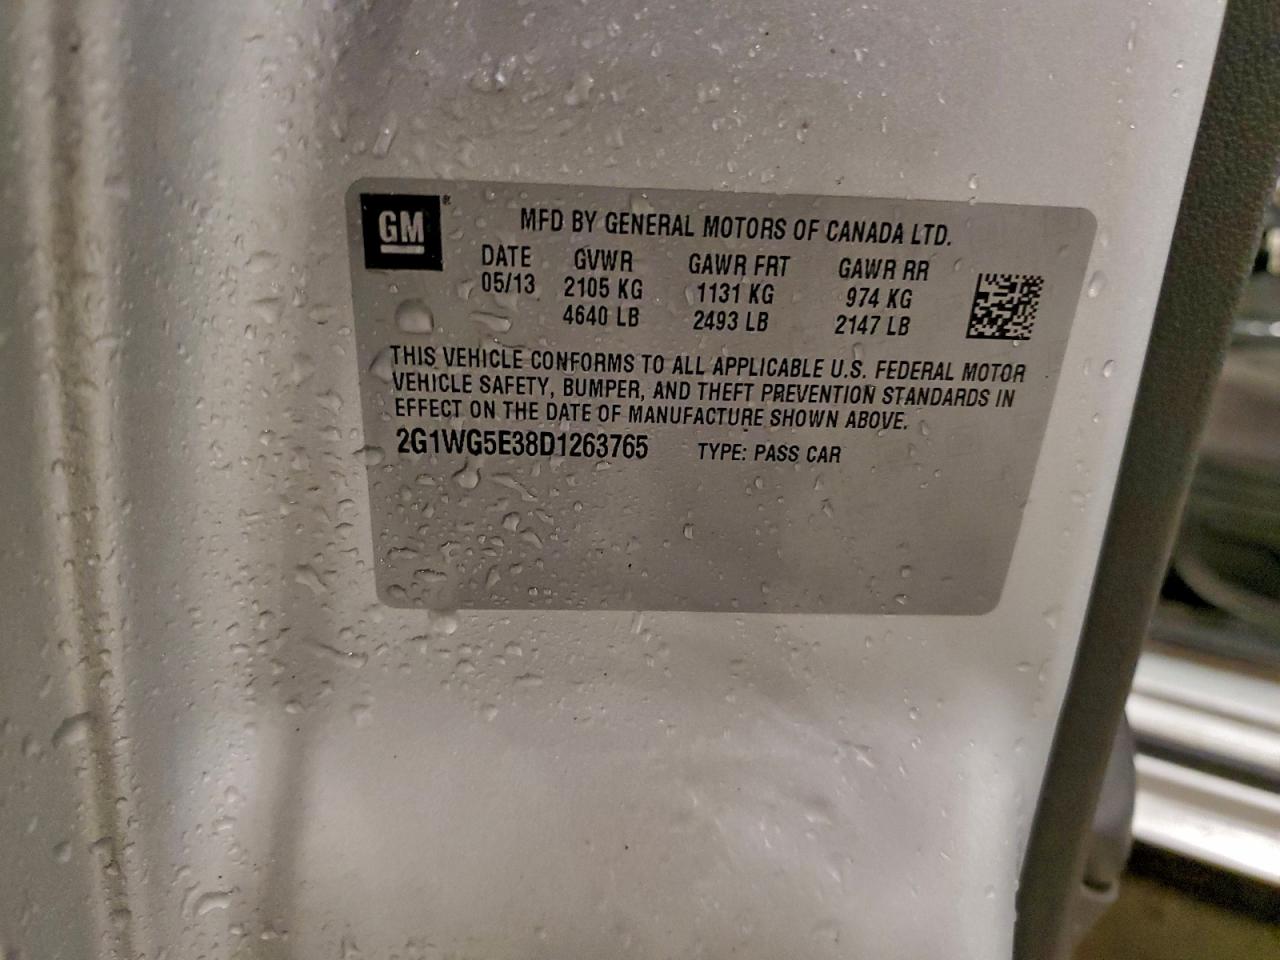 GM®
MFD BY GENERAL MOTORS OF CANADA LTD.
DATE GVWR GAWR FRT GAWR RR
05/13 2105 KG 1131 KG 974 KG
4640 LB 2493 LB 2147 LB
THIS VEHICLE CONFORMS TO ALL APPLICABLE U.S. FEDERAL MOTOR
VEHICLE SAFETY, BUMPER, AND THEFT PREVENTION STANDARDS IN
EFFECT ON THE DATE OF MANUFACTURE SHOWN ABOVE.
2G1WG5E38D1263765 TYPE: PASS CAR